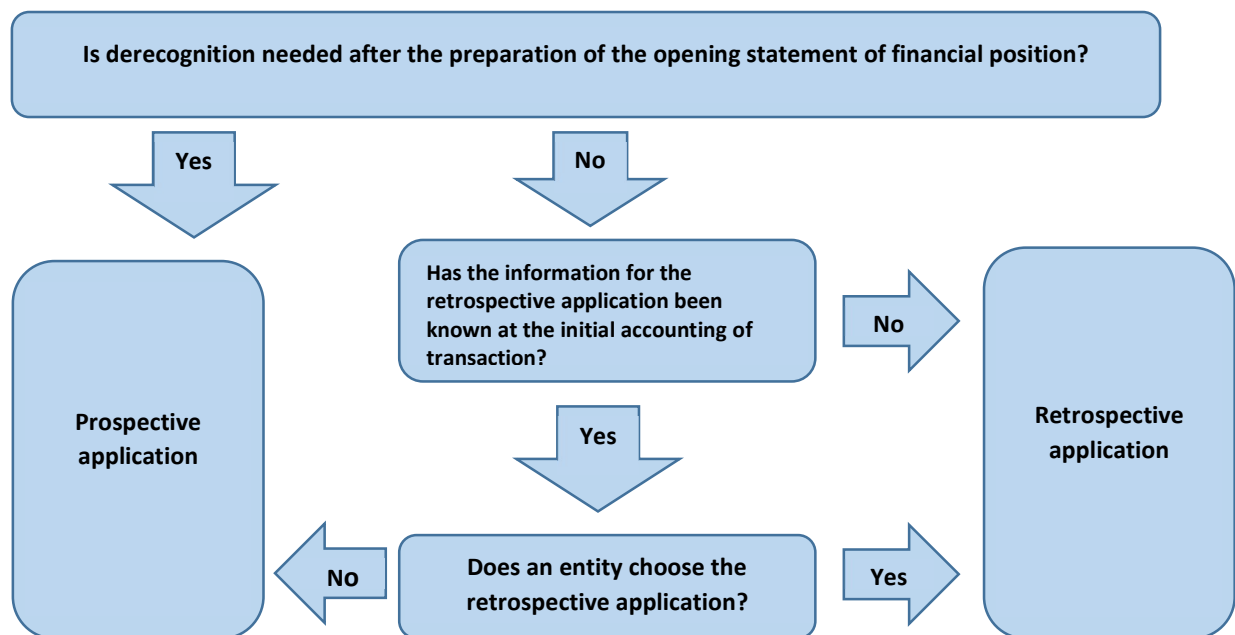 Is derecognition needed after the preparation of the opening statement of financial position?
Yes
No
Has the information for the
retrospective application been
known at the initial accounting of
transaction?
No
Prospective
application
Retrospective
application
Yes
Does an entity choose the
retrospective application?
No
Yes